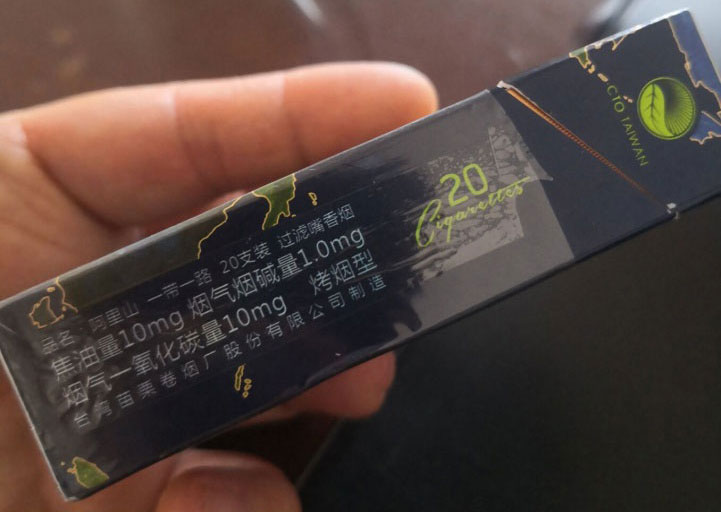 品名：阿里山 一带一路 20支装 过滤嘴香烟
焦油量10mg 烟气烟碱量1.0mg
烟气一氧化碳量10mg 烤烟型
台湾苗栗卷烟厂股份有限公司制造
20
Cigarettes
CTO TAIWAN